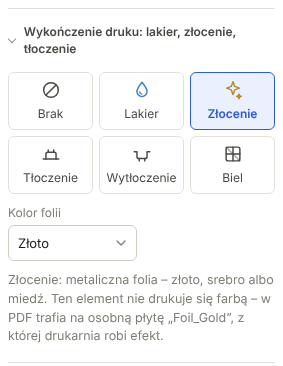 Wykończenie druku: lakier, złocenie,
tłoczenie
Brak
Lakier
Złocenie
Tłoczenie
Wytłoczenie
Biel
Kolor folii
Złoto
Złocenie: metaliczna folia – złoto, srebro albo
miedź. Ten element nie drukuje się farbą – w
PDF trafia na osobną płytę „Foil_Gold”, z
której drukarnia robi efekt.